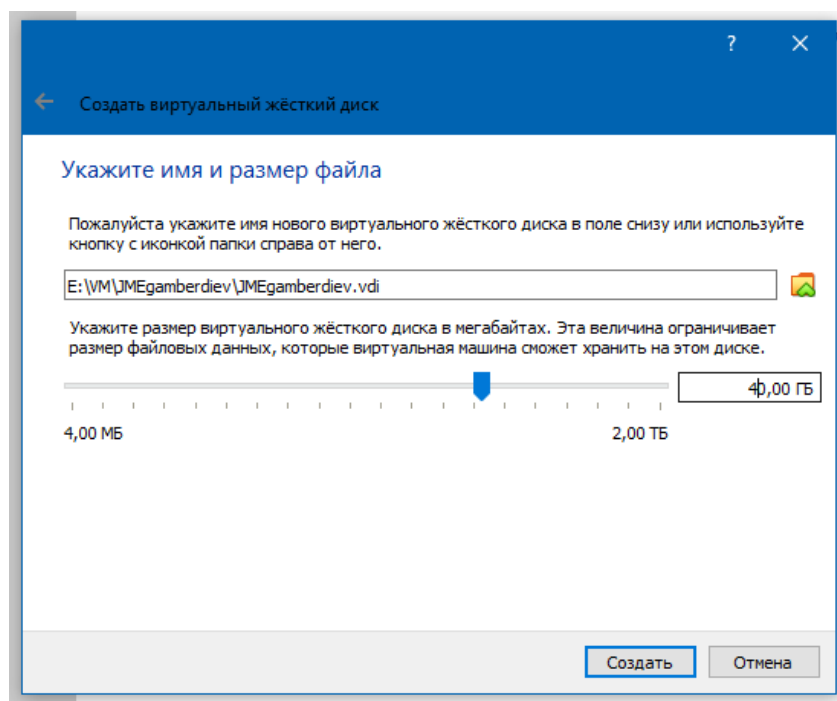 ?
Создать виртуальный жёсткий диск
Укажите имя и размер файла
Пожалуйста укажите имя нового виртуального жёсткого диска в поле снизу или используйте
кнопку с иконкой папки справа от него.
E:\VM\JMEgamberdiev\JMEgamberdiev.vdi
Укажите размер виртуального жёсткого диска в мегабайтах. Эта величина ограничивает
размер файловых данных, которые виртуальная машина сможет хранить на этом диске.
40,00 ГБ
4,00 МБ 2,00 ТБ
Создать Отмена